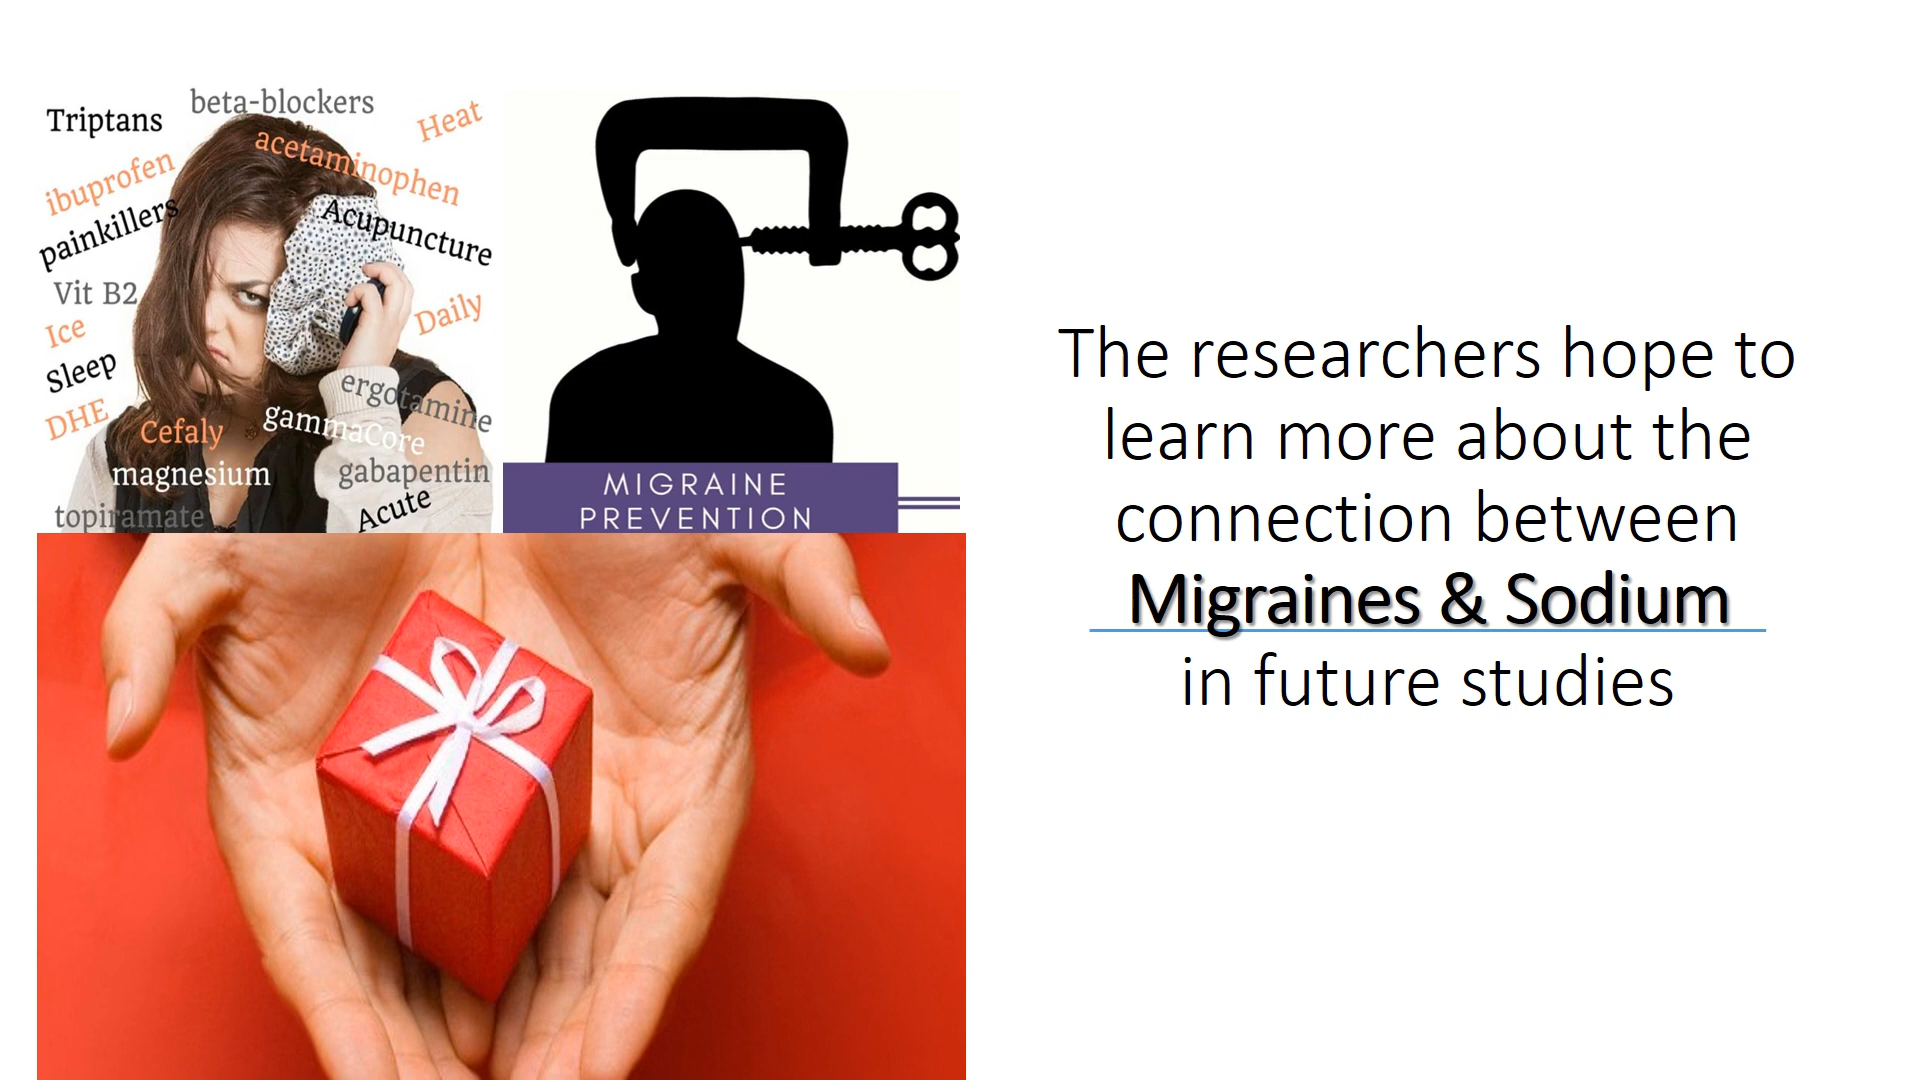 beta-blockers
Triptans
Heat
acetaminophen
ibuprofen
painkillers
Acupuncture
Vit B2
Ice
Daily
Sleep
ergotamine
DHE
Cefaly
gammaCore
magnesium
gabapentin
topiramate
Acute
MIGRAINE
PREVENTION
The researchers hope to
learn more about the
connection between
Migraines & Sodium
in future studies